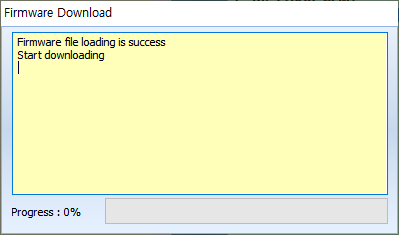 Firmware Download
Firmware file loading is success
Start downloading
Progress : 0%